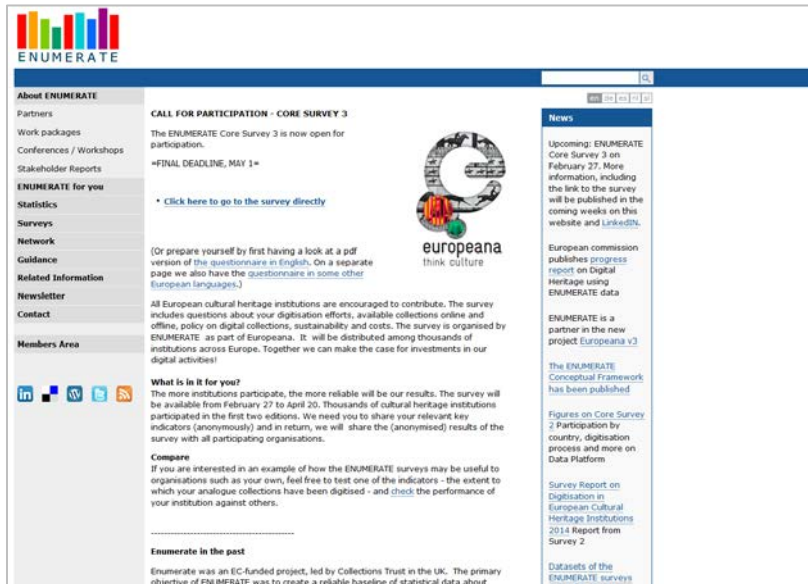 ENUMERATE
en de es nl pl
About ENUMERATE
Partners
Work packages
Conferences / Workshops
Stakeholder Reports
ENUMERATE for you
Statistics
Surveys
Network
Guidance
Related Information
Newsletter
Contact
Members Area
CALL FOR PARTICIPATION - CORE SURVEY 3
The ENUMERATE Core Survey 3 is now open for
participation.
=FINAL DEADLINE, MAY 1=
• Click here to go to the survey directly
europeana
think culture
(Or prepare yourself by first having a look at a pdf
version of the questionnaire in English. On a separate
page we also have the questionnaire in some other
European languages.)
All European cultural heritage institutions are encouraged to contribute. The survey
includes questions about your digitisation efforts, available collections online and
offline, policy on digital collections, sustainability and costs. The survey is organised by
ENUMERATE as part of Europeana. It will be distributed among thousands of
institutions across Europe. Together we can make the case for investments in our
digital activities!
What is in it for you?
The more institutions participate, the more reliable will be our results. The survey will
be available from February 27 to April 20. Thousands of cultural heritage institutions
participated in the first two editions. We need you to share your relevant key
indicators (anonymously) and in return, we will share the (anonymised) results of the
survey with all participating organisations.
Compare
If you are interested in an example of how the ENUMERATE surveys may be useful to
organisations such as your own, feel free to test one of the indicators - the extent to
which your analogue collections have been digitised - and check the performance of
your institution against others.
--------------------------------------------
Enumerate in the past
Enumerate was an EC-funded project, led by Collections Trust in the UK. The primary
objective of ENUMERATE was to create a reliable baseline of statistical data about
News
Upcoming: ENUMERATE
Core Survey 3 on
February 27. More
information, including
the link to the survey
will be published in the
coming weeks on this
website and LinkedIN.
European commission
publishes progress
report on Digital
Heritage using
ENUMERATE data
ENUMERATE is a
partner in the new
project Europeana v3
The ENUMERATE
Conceptual Framework
has been published
Figures on Core Survey
2 Participation by
country, digitisation
process and more on
Data Platform
Survey Report on
Digitisation in
European Cultural
Heritage Institutions
2014 Report from
Survey 2
Datasets of the
ENUMERATE surveys